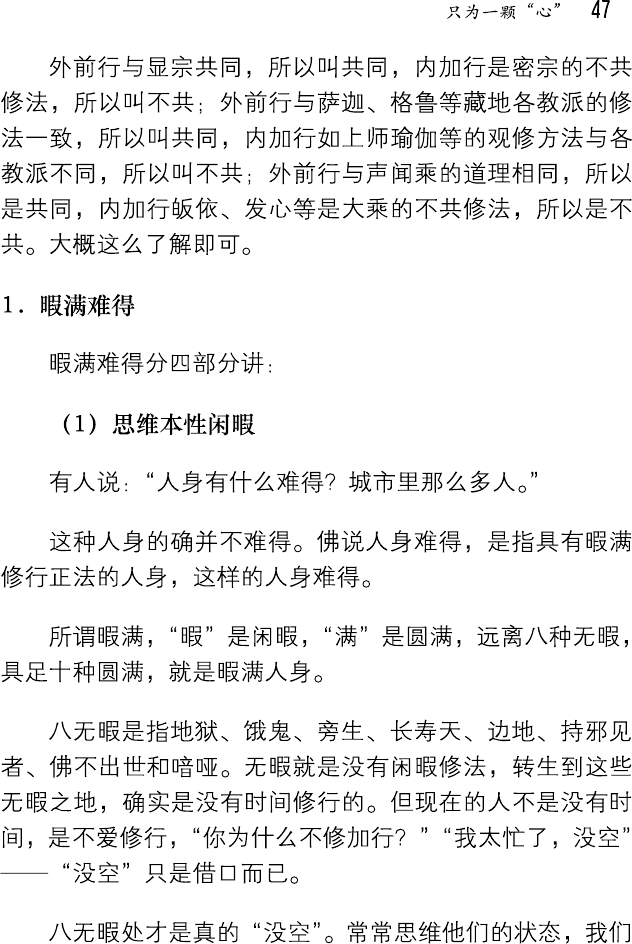 只为一颗“心” 47
外前行与显宗共同，所以叫共同，内加行是密宗的不共
修法，所以叫不共；外前行与萨迦、格鲁等藏地各教派的修
法一致，所以叫共同，内加行如上师瑜伽等的观修方法与各
教派不同，所以叫不共；外前行与声闻乘的道理相同，所以
是共同，内加行皈依、发心等是大乘的不共修法，所以是不
共。大概这么了解即可。
1．暇满难得
暇满难得分四部分讲：
（1）思维本性闲暇
有人说：“人身有什么难得？城市里那么多人。”
这种人身的确并不难得。佛说人身难得，是指具有暇满
修行正法的人身，这样的人身难得。
所谓暇满，“暇”是闲暇，“满”是圆满，远离八种无暇，
具足十种圆满，就是暇满人身。
八无暇是指地狱、饿鬼、旁生、长寿天、边地、持邪见
者、佛不出世和喑哑。无暇就是没有闲暇修法，转生到这些
无暇之地，确实是没有时间修行的。但现在的人不是没有时
间，是不爱修行，“你为什么不修加行？”“我太忙了，没空”
——“没空”只是借口而已。
八无暇处才是真的“没空”。常常思维他们的状态，我们